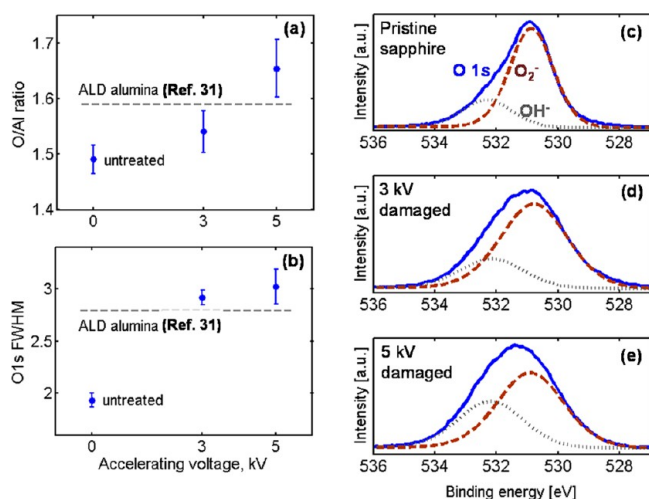 (a)
O/Al ratio
1.7
1.6
1.5
1.4
ALD alumina (Ref. 31)
untreated
0
3
5
(b)
O1s FWHM
3
2.5
2
ALD alumina (Ref. 31)
untreated
0
3
5
Accelerating voltage, kV
(c)
Pristine
sapphire
O 1s
O₂⁻
OH⁻
Intensity [a.u.]
536
534
532
530
528
(d)
3 kV
damaged
Intensity [a.u.]
536
534
532
530
528
(e)
5 kV
damaged
Intensity [a.u.]
536
534
532
530
528
Binding energy [eV]